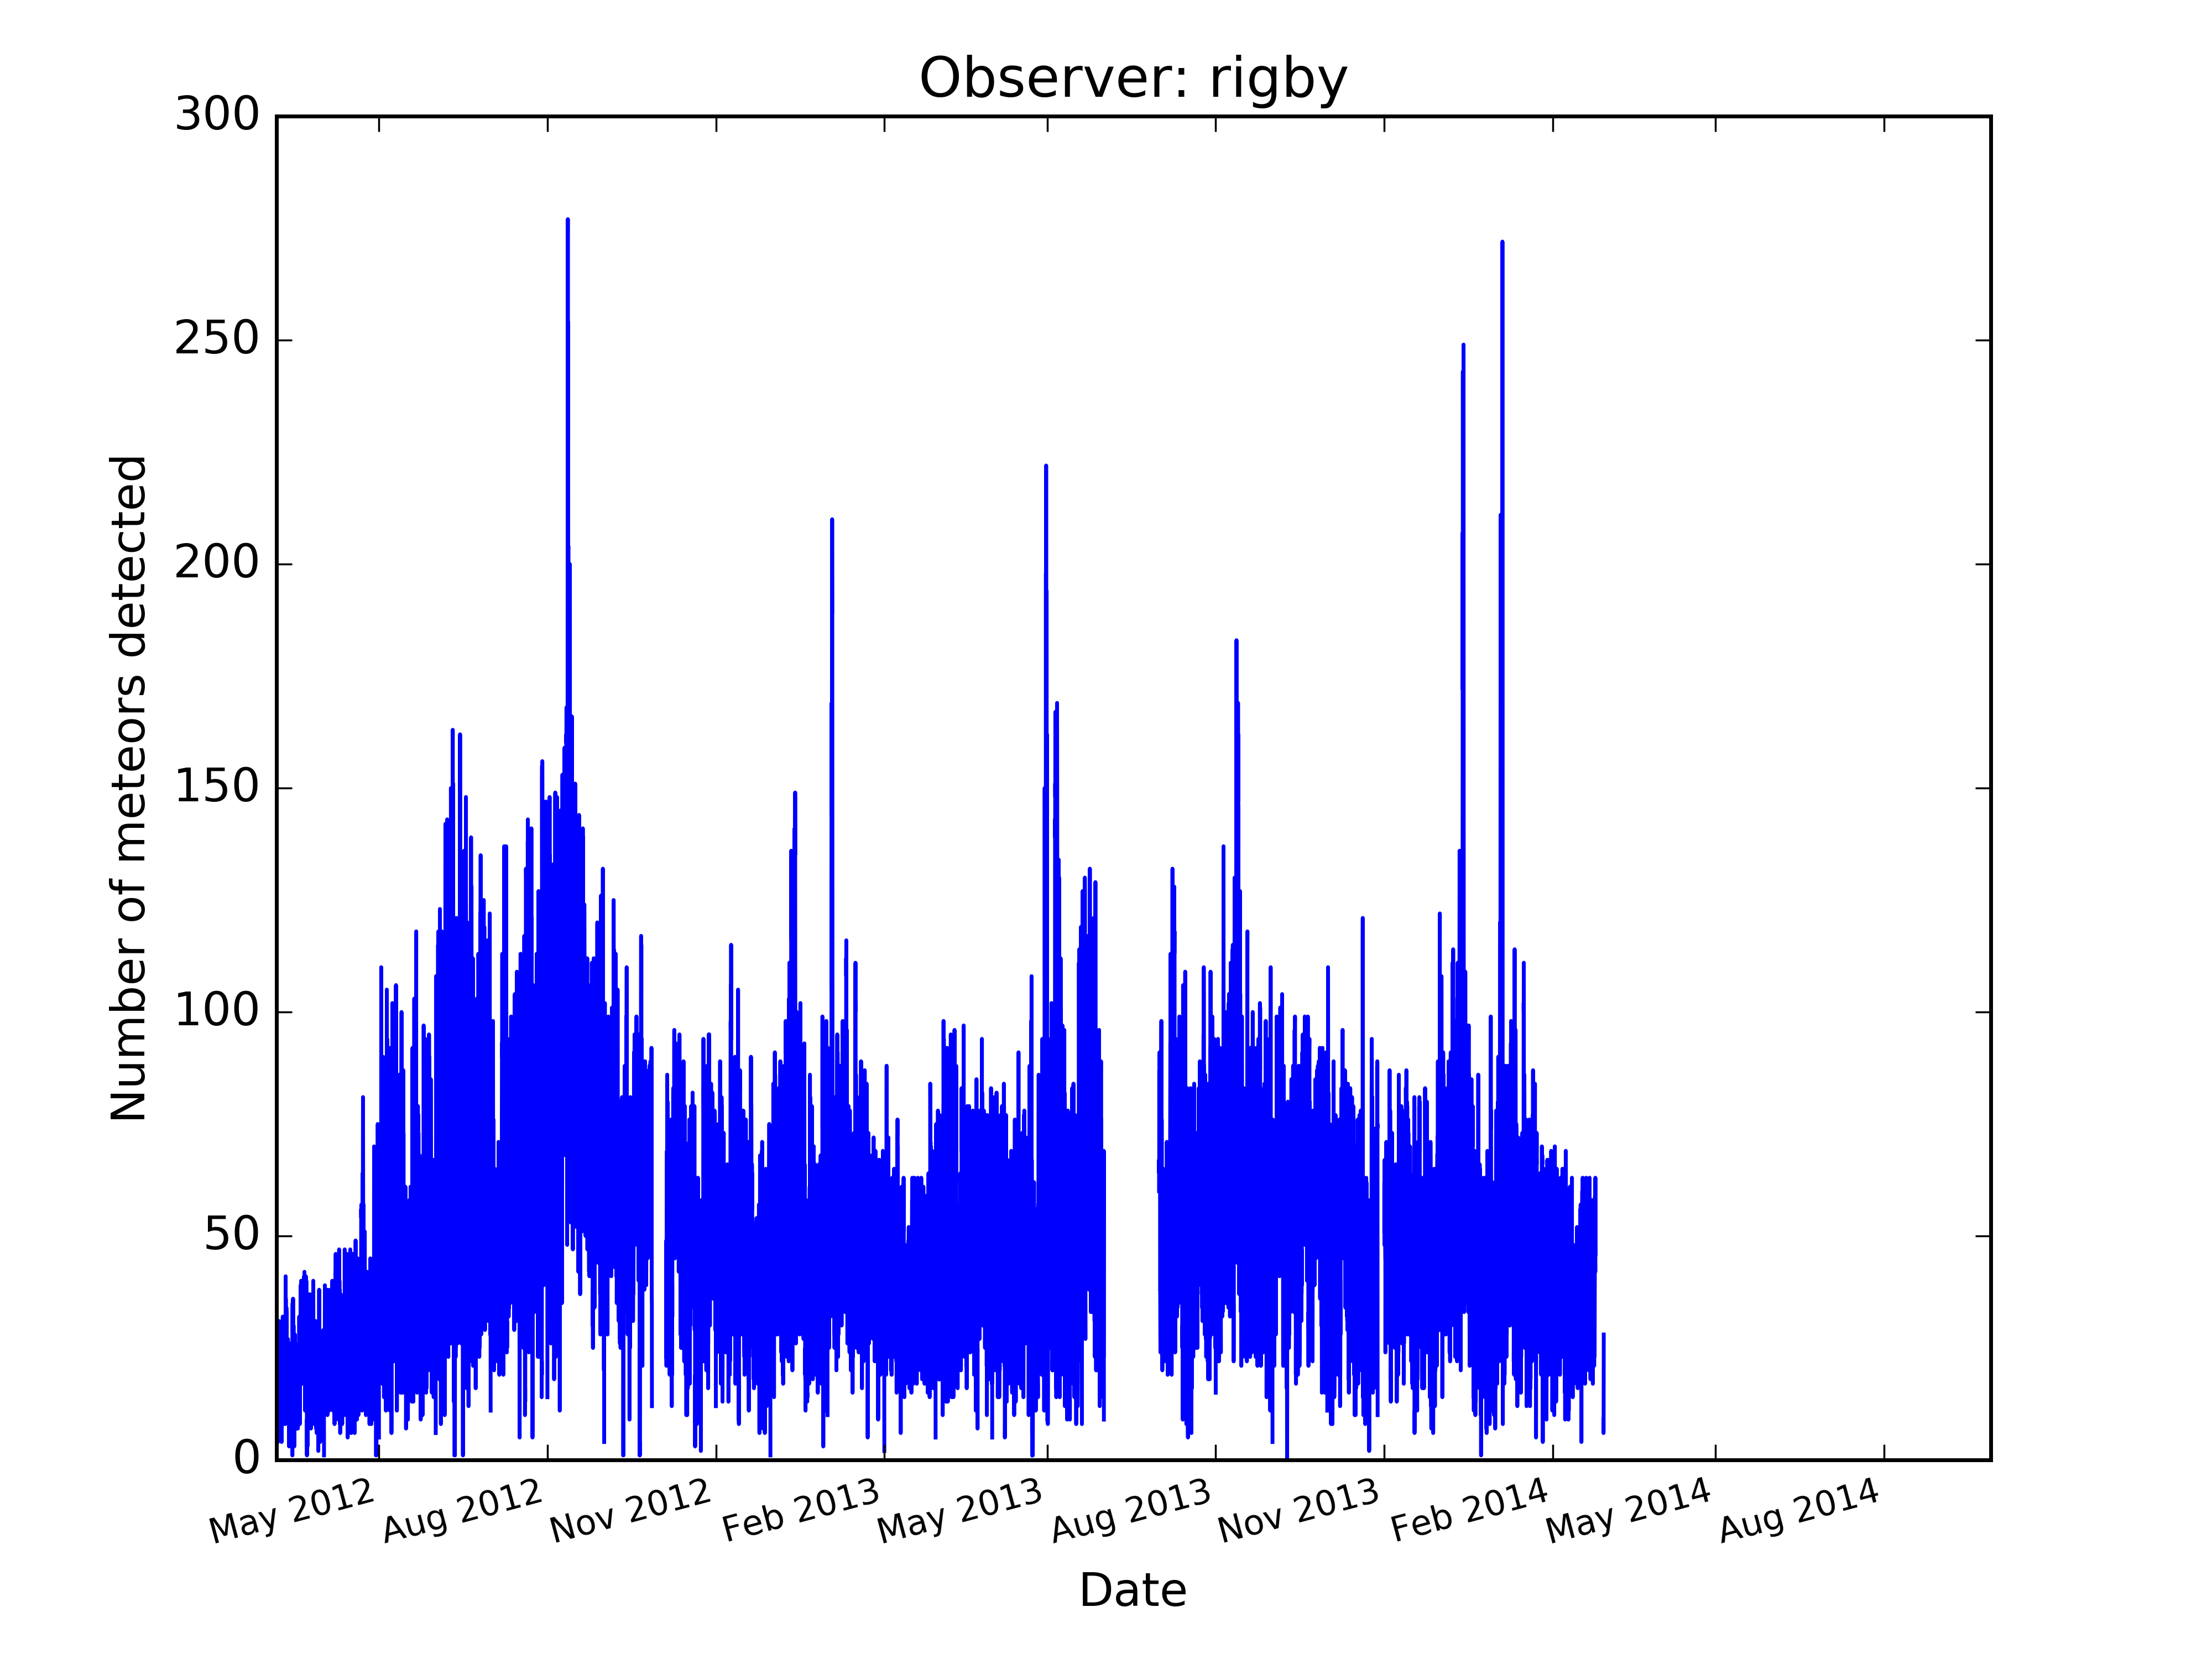 Observer: rigby
300
250
200
150
100
50
0
Number of meteors detected
May 2012
Aug 2012
Nov 2012
Feb 2013
May 2013
Aug 2013
Nov 2013
Feb 2014
May 2014
Aug 2014
Date